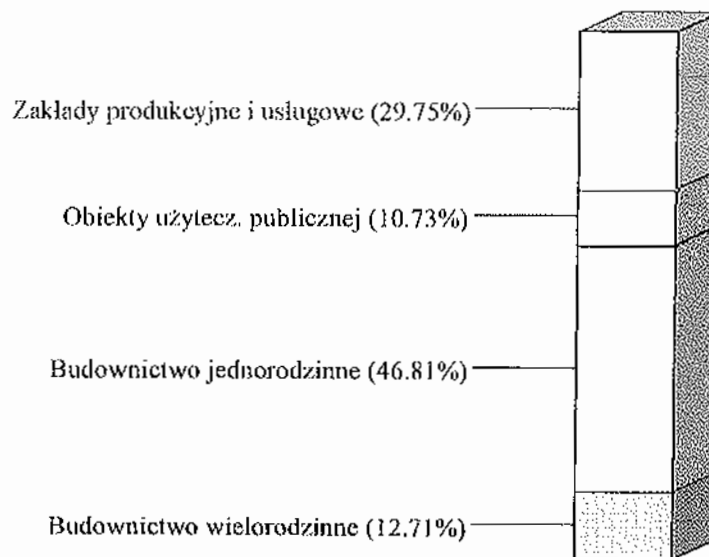 Zakłady produkcyjne i usługowe (29.75%)
Obiekty użytecz. publicznej (10.73%)
Budownictwo jednorodzinne (46.81%)
Budownictwo wielorodzinne (12.71%)